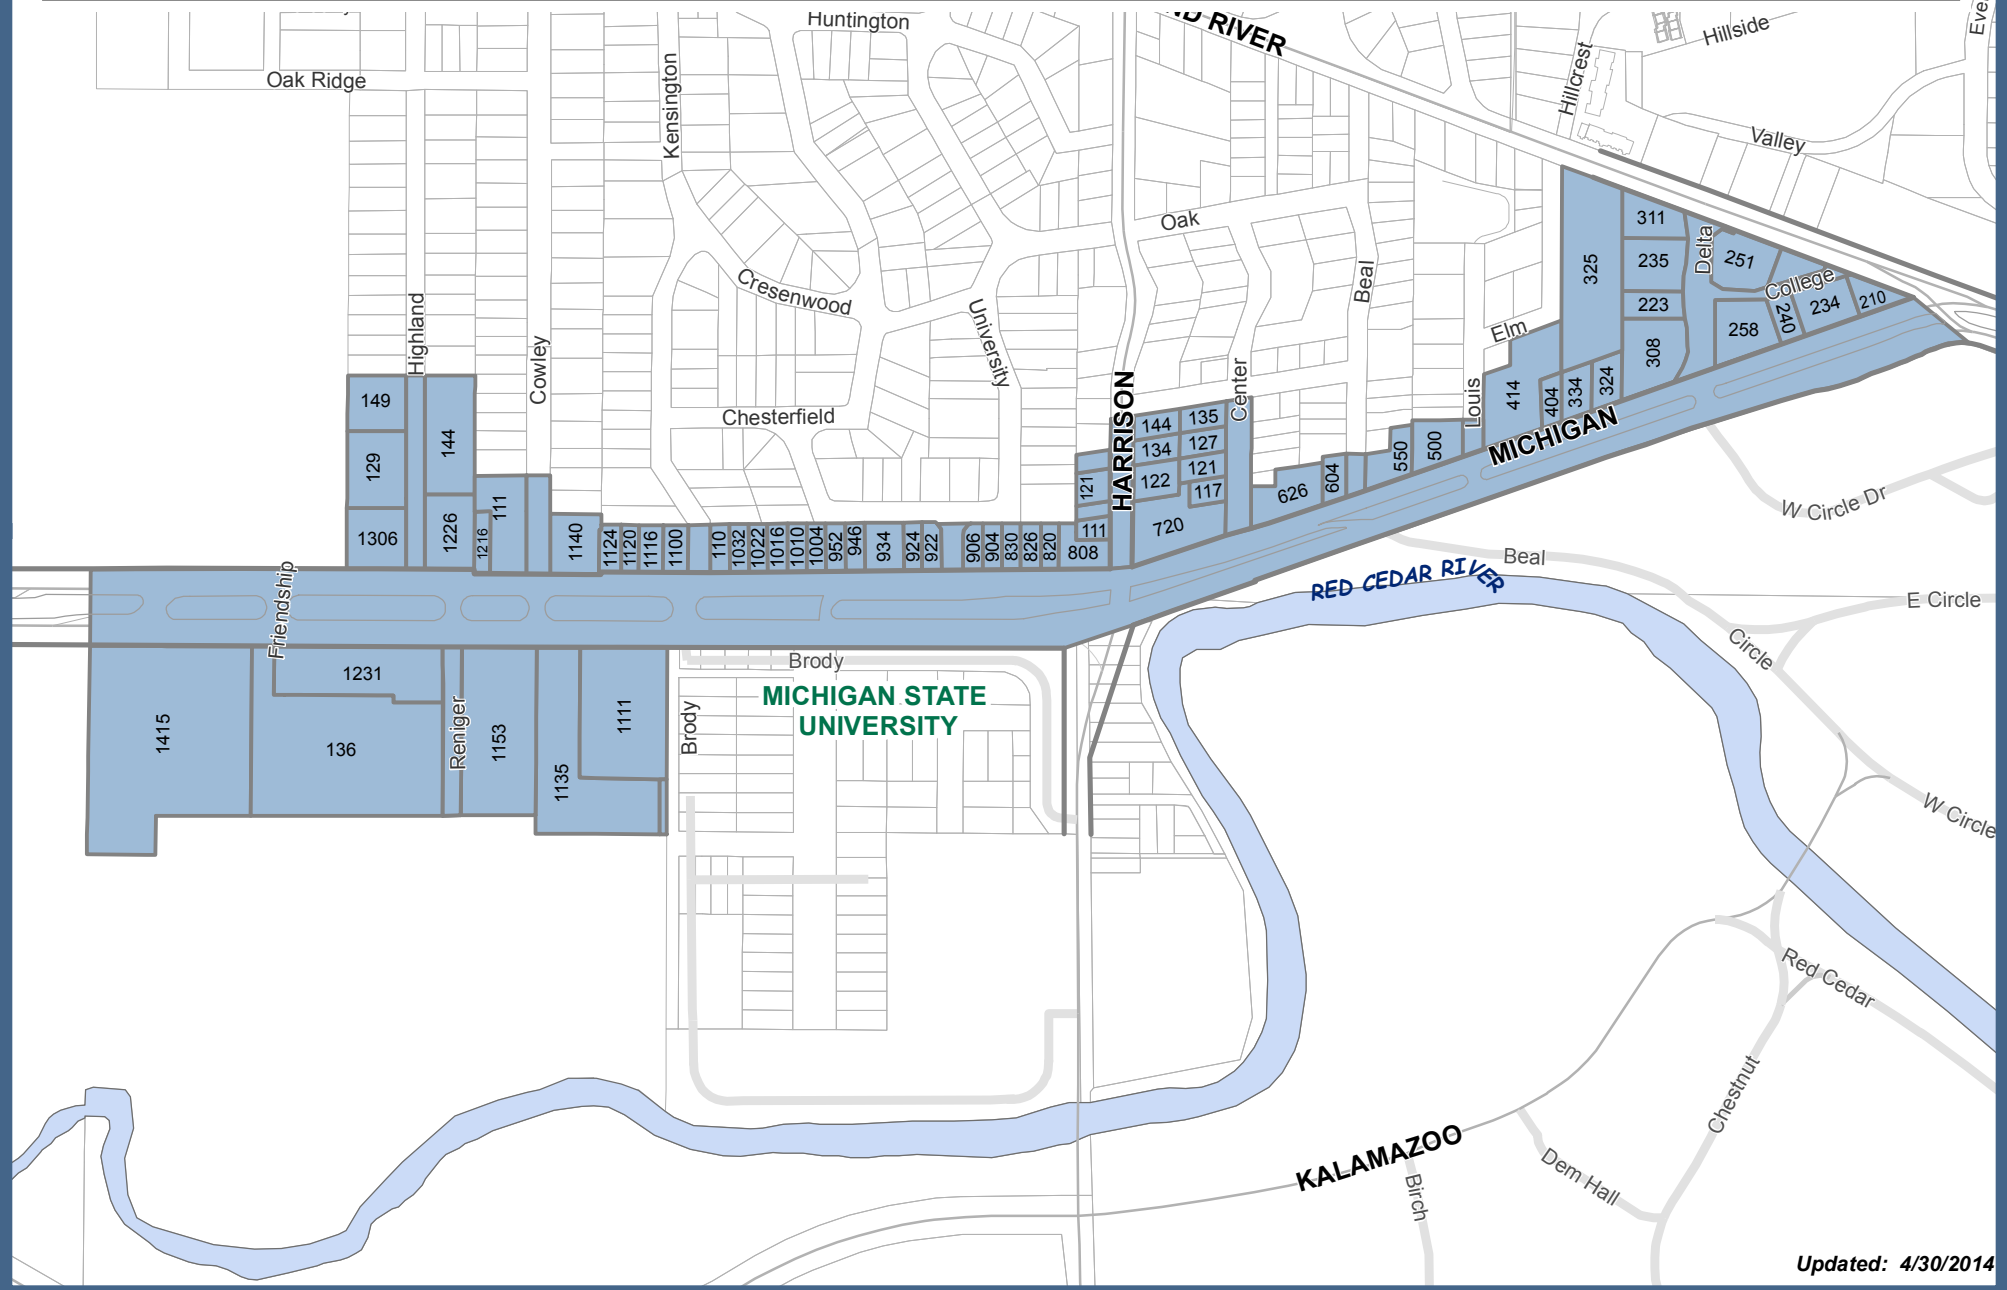 Huntington
ND RIVER
Hillside
Eve
Oak Ridge
Kensington
Hillcrest
Valley
Oak
Highland
Cowley
Cresenwood
University
Chesterfield
HARRISON
Center
Beal
Louis
Elm
Delta
College
MICHIGAN
311
235
223
308
325
251
258
240
234
210
414
404
334
324
149
129
1306
144
1226
1216
111
1140
1124
1120
1116
1100
110
1032
1022
1016
1010
1004
952
946
934
924
922
906
904
830
826
820
808
111
121
144
134
122
135
127
121
117
720
626
604
550
500
W Circle Dr
Beal
RED CEDAR RIVER
E Circle
Circle
W Circle
Friendship
1231
1415
136
Reniger
1153
1135
1111
Brody
Brody
MICHIGAN STATE
UNIVERSITY
Red Cedar
Chestnut
KALAMAZOO
Dem Hall
Birch
Updated: 4/30/2014